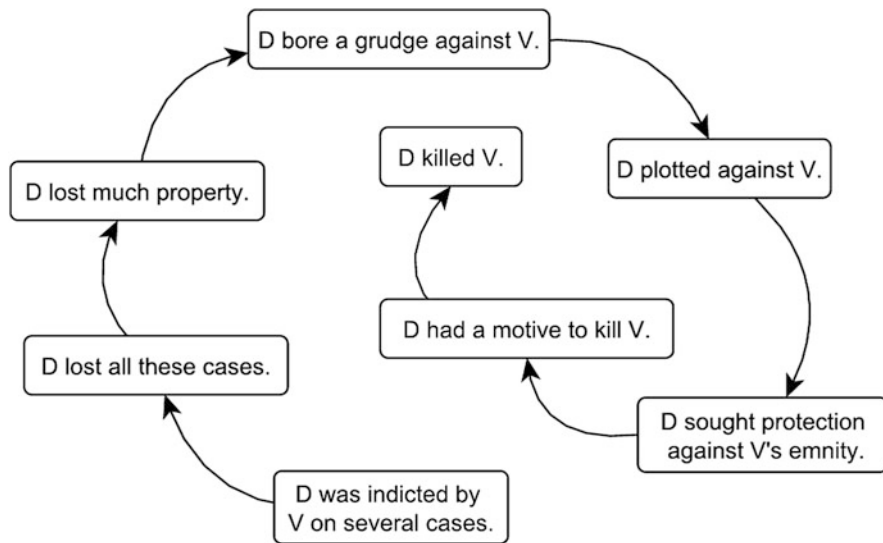 D bore a grudge against V.
D killed V.
D plotted against V.
D lost much property.
D had a motive to kill V.
D lost all these cases.
D sought protection
against V's emnity.
D was indicted by
V on several cases.